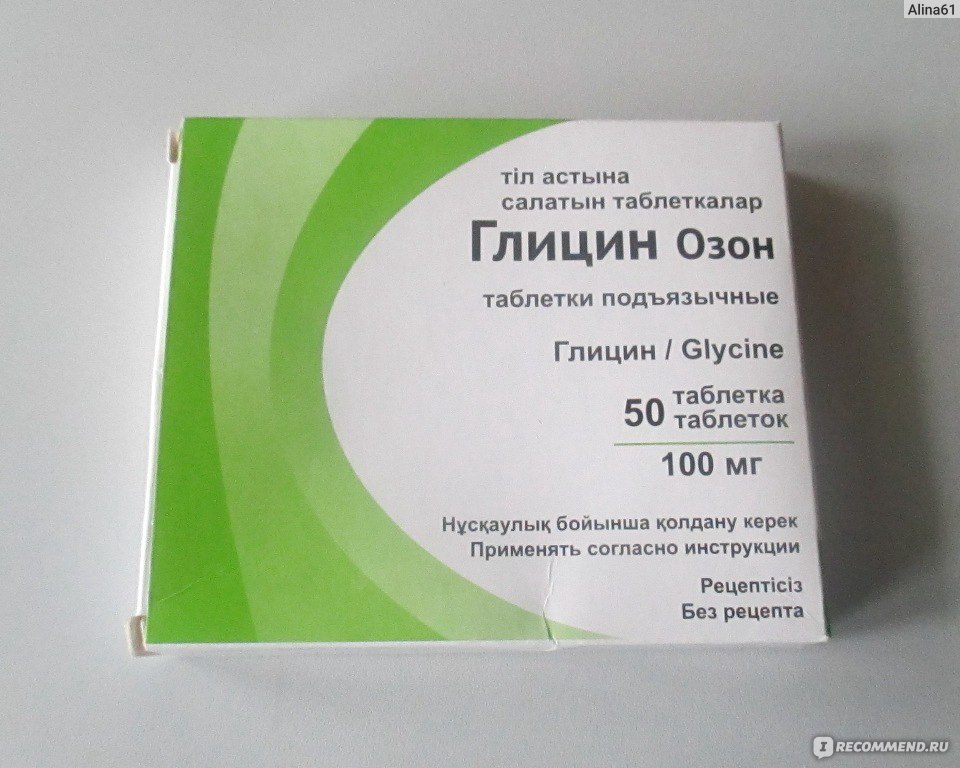 Alina61
тіл астына
салатын таблеткалар
Глицин Озон
таблетки подъязычные
Глицин / Glycine
50 таблетка
таблеток
100 мг
Нұсқаулық бойынша қолдану керек
Применять согласно инструкции
Рецептісіз
Без рецепта
IRECOMMEND.RU